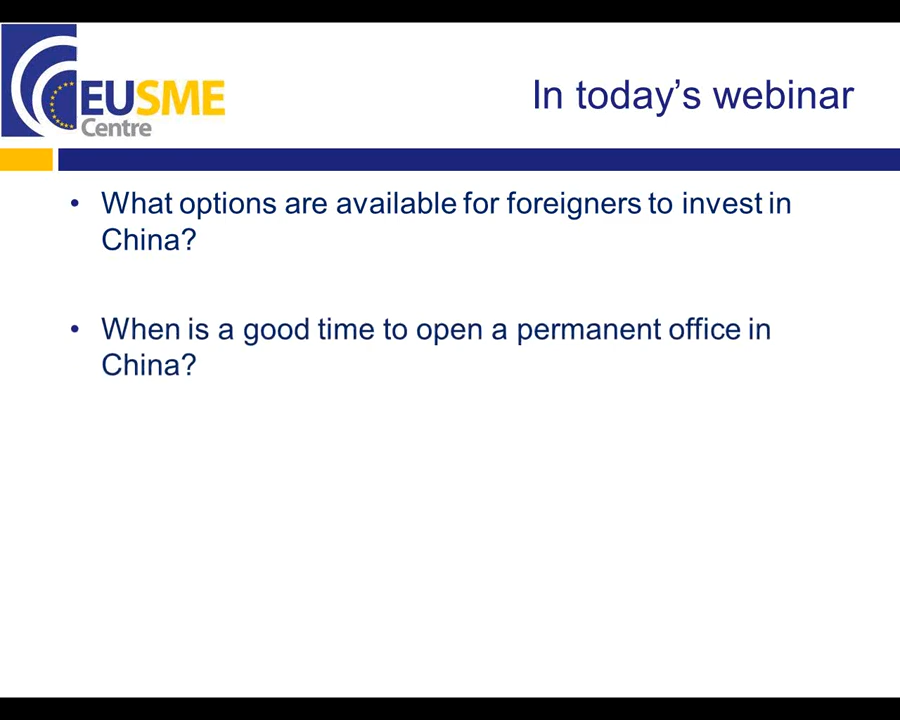 EUSME
Centre
In today's webinar
• What options are available for foreigners to invest in
China?
• When is a good time to open a permanent office in
China?